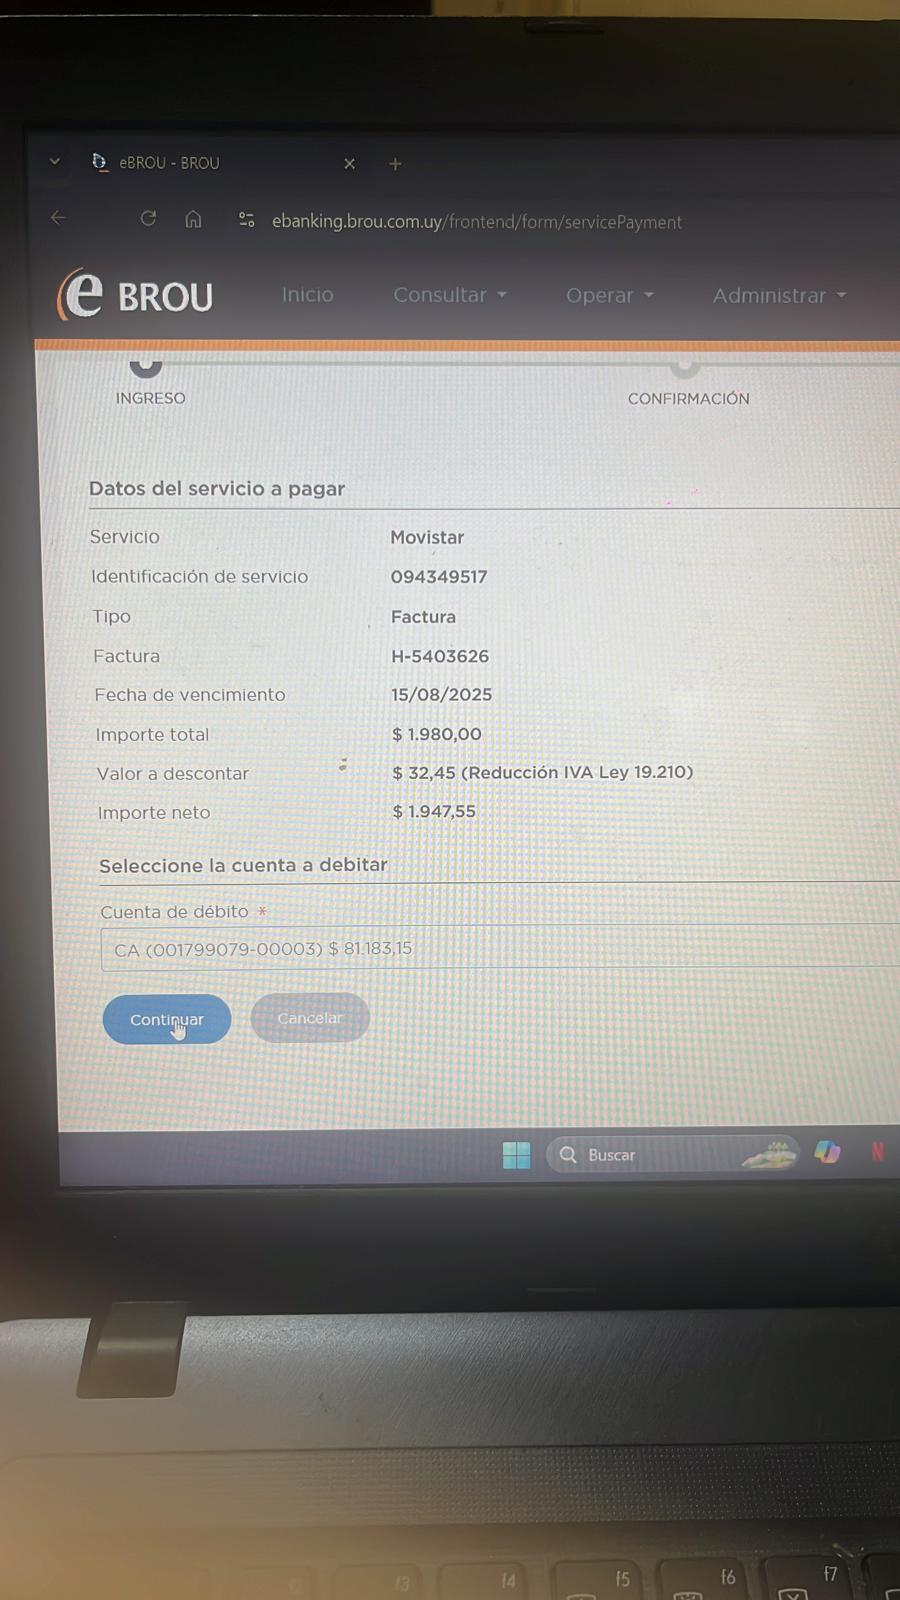 eBROU - BROU
ebanking.brou.com.uy/frontend/form/servicePayment
e BROU Inicio Consultar Operar Administrar
INGRESO CONFIRMACIÓN
Datos del servicio a pagar
Servicio Movistar
Identificación de servicio 094349517
Tipo Factura
Factura H-5403626
Fecha de vencimiento 15/08/2025
Importe total $ 1.980,00
Valor a descontar $ 32,45 (Reducción IVA Ley 19.210)
Importe neto $ 1.947,55
Seleccione la cuenta a debitar
Cuenta de débito *
CA (001799079-00003) $ 81.183,15
Continuar Cancelar
Buscar N
f3 f4 f5 f6 f7